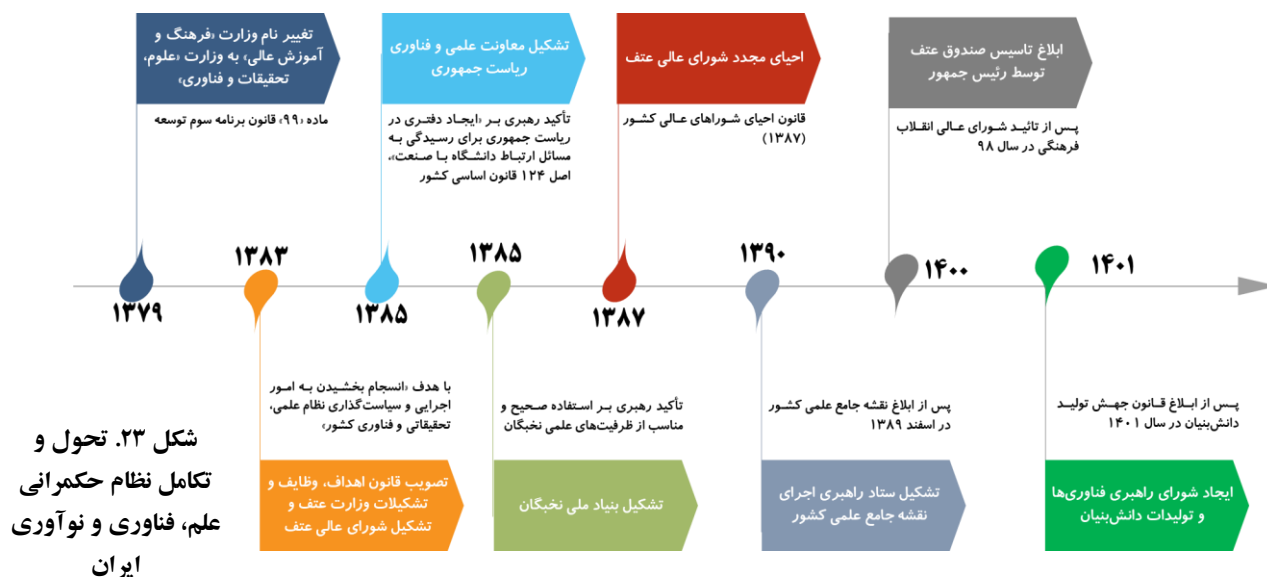 تغییر نام وزارت «فرهنگ و
آموزش عالی» به وزارت «علوم،
تحقیقات و فناوری»
ماده «۹۹» قانون برنامه سوم توسعه
۱۳۷۹
۱۳۸۳
با هدف «انسجام بخشیدن به امور
اجرایی و سیاست‌گذاری نظام علمی،
تحقیقاتی و فناوری کشور»
تصویب قانون اهداف، وظایف و
تشکیلات وزارت عتف و
تشکیل شورای عالی عتف
تشکیل معاونت علمی و فناوری
ریاست جمهوری
تأکید رهبری بر «ایجاد دفتری در
ریاست جمهوری برای رسیدگی به
مسائل ارتباط دانشگاه با صنعت»،
اصل ۱۲۴ قانون اساسی کشور
۱۳۸۵
۱۳۸۵
تأکید رهبری بر استفاده صحیح و
مناسب از ظرفیت‌های علمی نخبگان
تشکیل بنیاد ملی نخبگان
احیای مجدد شورای عالی عتف
قانون احیای شوراهای عالی کشور
(۱۳۸۷)
۱۳۸۷
۱۳۹۰
پس از ابلاغ نقشه جامع علمی کشور
در اسفند ۱۳۸۹
تشکیل ستاد راهبری اجرای
نقشه جامع علمی کشور
ابلاغ تاسیس صندوق عتف
توسط رئیس جمهور
پس از تائید شورای عالی انقلاب
فرهنگی در سال ۹۸
۱۴۰۰
۱۴۰۱
پس از ابلاغ قانون جهش تولید
دانش‌بنیان در سال ۱۴۰۱
ایجاد شورای راهبری فناوری‌ها
و تولیدات دانش‌بنیان
شکل ۲۳. تحول و
تکامل نظام حکمرانی
علم، فناوری و نوآوری
ایران